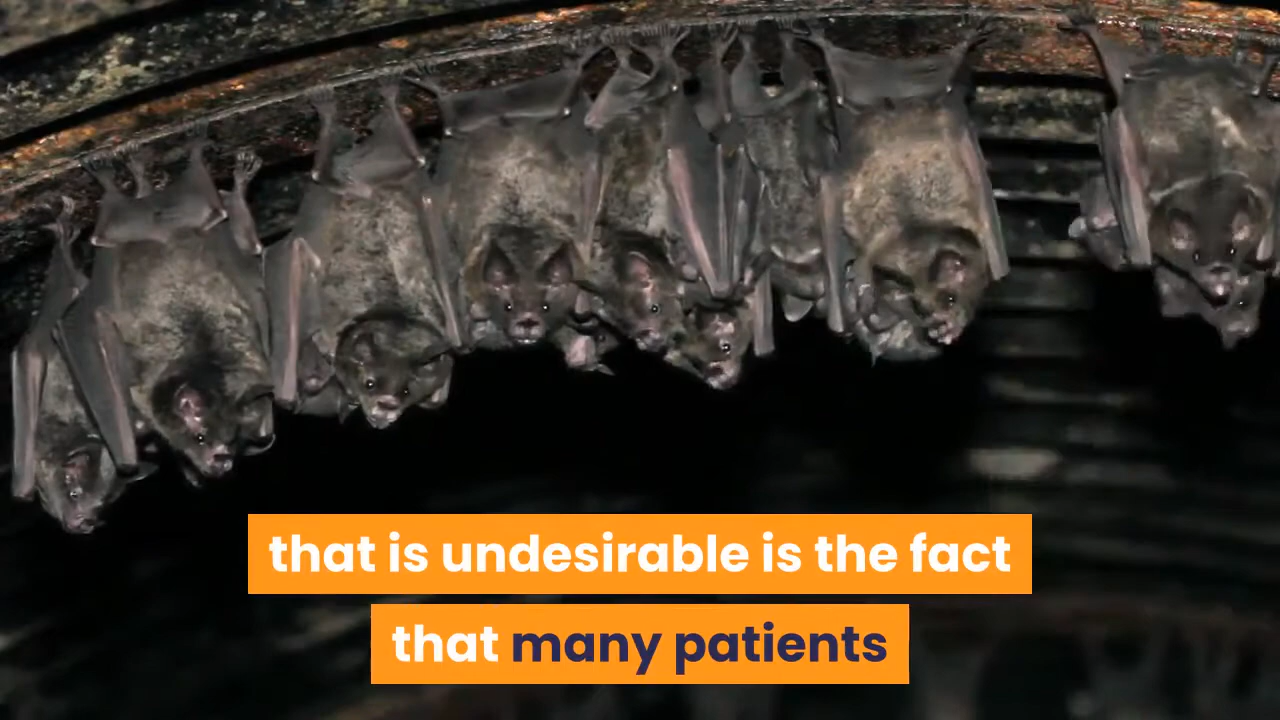 that is undesirable is the fact
that many patients